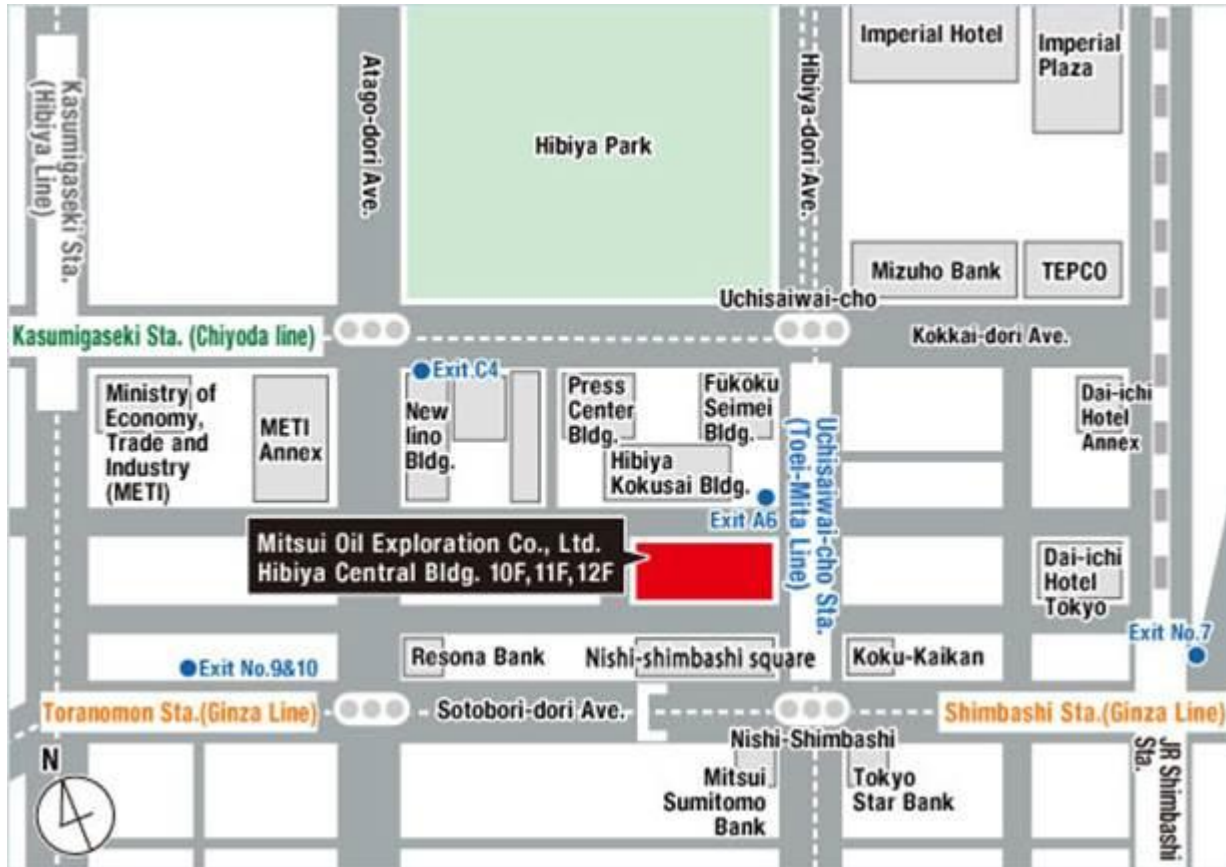 Imperial Hotel
Imperial
Plaza
Kasumigaseki Sta.
(Hibiya Line)
Atago-dori Ave.
Hibiya Park
Hibiya-dori Ave.
Mizuho Bank
TEPCO
Uchisaiwai-cho
Kasumigaseki Sta. (Chiyoda line)
Kokkai-dori Ave.
Exit C4
Ministry of
Economy,
Trade and
Industry
(METI)
METI
Annex
New
Iino
Bldg.
Press
Center
Bldg.
Fukoku
Seimei
Bldg.
Hibiya
Kokusai Bldg.
Uchisaiwai-cho Sta.
(Toei-Mita Line)
Dai-ichi
Hotel
Annex
Exit A6
Mitsui Oil Exploration Co., Ltd.
Hibiya Central Bldg. 10F,11F,12F
Dai-ichi
Hotel
Tokyo
Exit No.7
Exit No.9&10
Resona Bank
Nishi-shimbashi square
Koku-Kaikan
Toranomon Sta.(Ginza Line)
Sotobori-dori Ave.
Shimbashi Sta.(Ginza Line)
Nishi-Shimbashi
JR Shimbashi
Sta.
N
Mitsui
Sumitomo
Bank
Tokyo
Star Bank